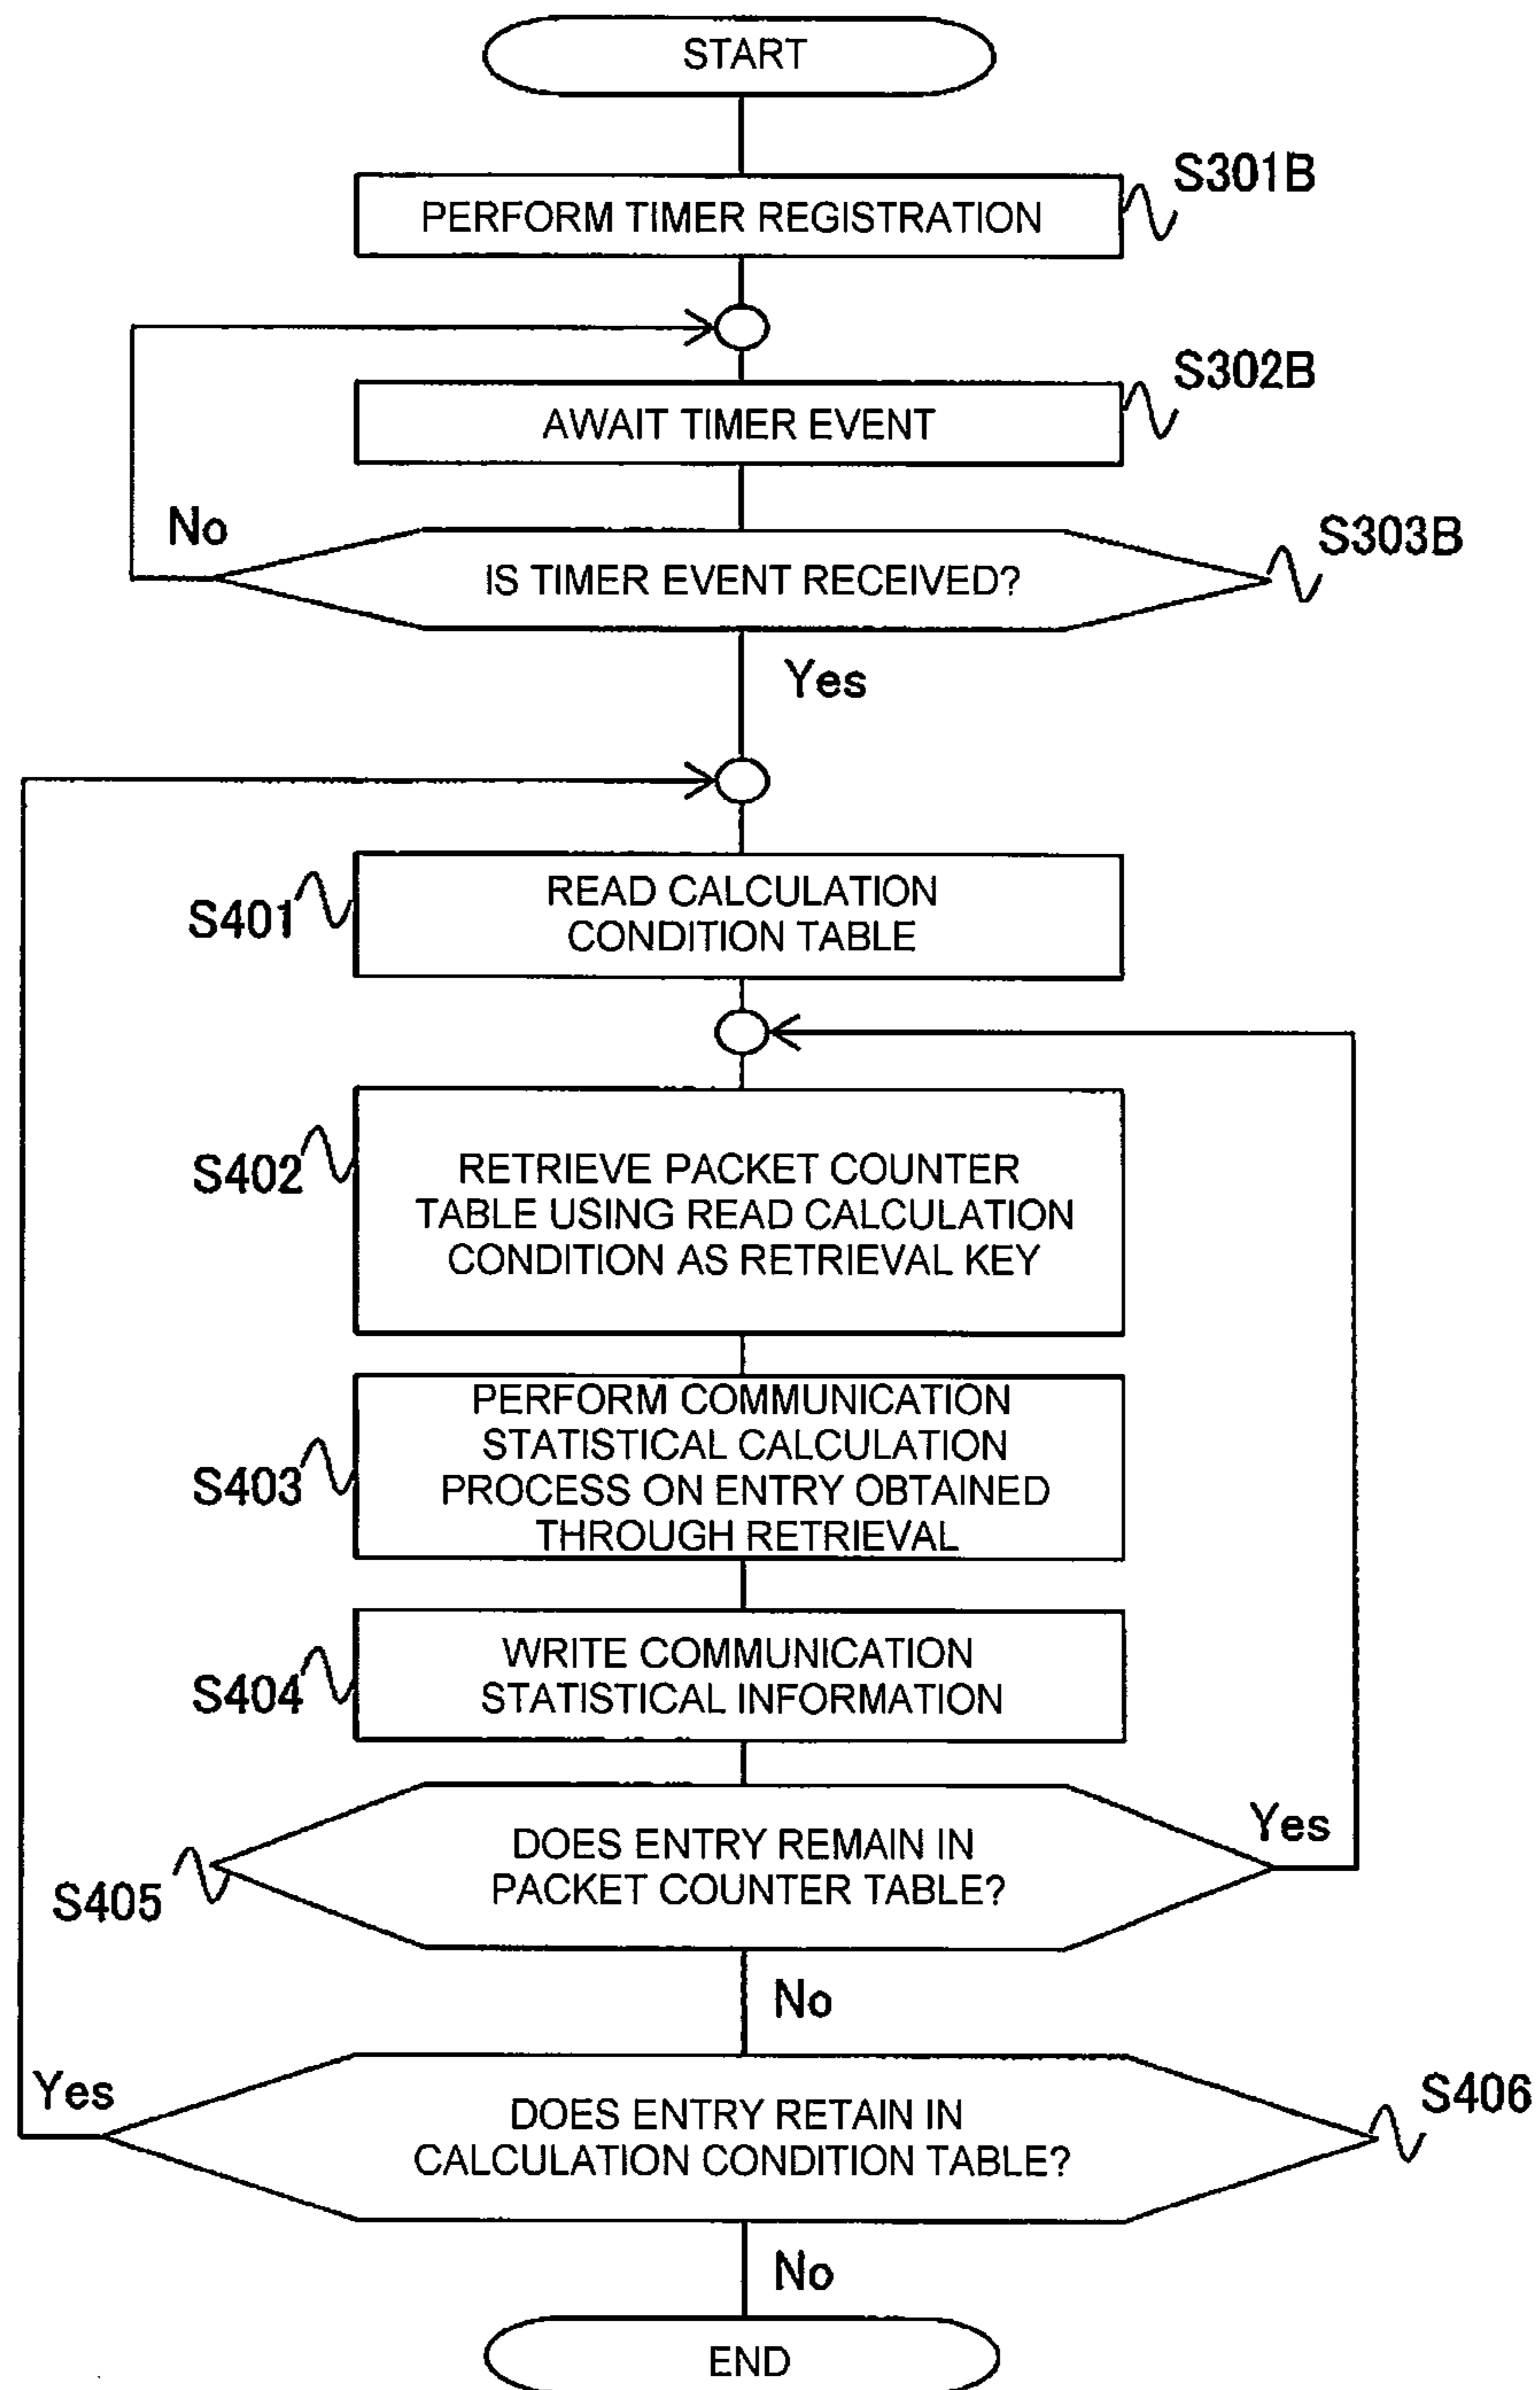 START
S301B
PERFORM TIMER REGISTRATION
S302B
AWAIT TIMER EVENT
No
S303B
IS TIMER EVENT RECEIVED?
Yes
S401
READ CALCULATION
CONDITION TABLE
S402
RETRIEVE PACKET COUNTER
TABLE USING READ CALCULATION
CONDITION AS RETRIEVAL KEY
S403
PERFORM COMMUNICATION
STATISTICAL CALCULATION
PROCESS ON ENTRY OBTAINED
THROUGH RETRIEVAL
S404
WRITE COMMUNICATION
STATISTICAL INFORMATION
Yes
S405
DOES ENTRY REMAIN IN
PACKET COUNTER TABLE?
No
Yes
S406
DOES ENTRY RETAIN IN
CALCULATION CONDITION TABLE?
No
END